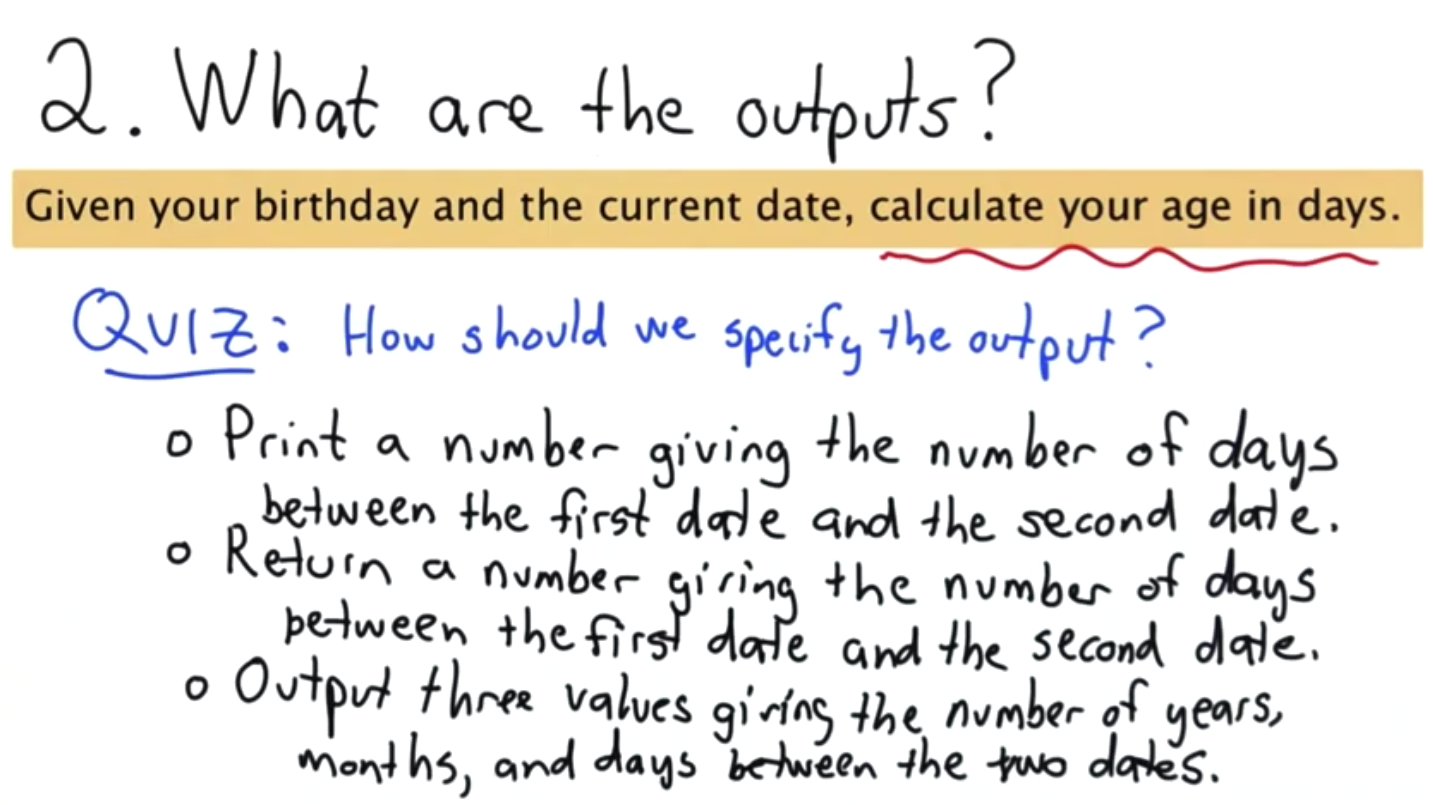 2. What are the outputs?
Given your birthday and the current date, calculate your age in days.
QUIZ: How should we specify the output?
o Print a number giving the number of days
between the first date and the second date.
o Return a number giving the number of days
between the first date and the second date.
o Output three values giving the number of years,
months, and days between the two dates.